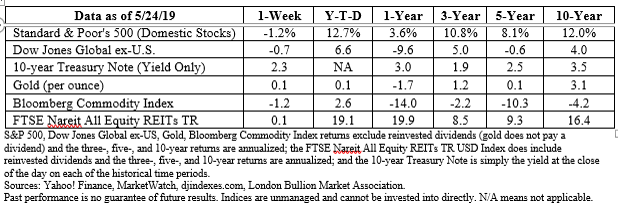 Data as of 5/24/19 1-Week Y-T-D 1-Year 3-Year 5-Year 10-Year
Standard & Poor's 500 (Domestic Stocks) -1.2% 12.7% 3.6% 10.8% 8.1% 12.0%
Dow Jones Global ex-U.S. -0.7 6.6 -9.6 5.0 -0.6 4.0
10-year Treasury Note (Yield Only) 2.3 NA 3.0 1.9 2.5 3.5
Gold (per ounce) 0.1 0.1 -1.7 1.2 0.1 3.1
Bloomberg Commodity Index -1.2 2.6 -14.0 -2.2 -10.3 -4.2
FTSE Nareit All Equity REITs TR 0.1 19.1 19.9 8.5 9.3 16.4
S&P 500, Dow Jones Global ex-US, Gold, Bloomberg Commodity Index returns exclude reinvested dividends (gold does not pay a
dividend) and the three-, five-, and 10-year returns are annualized; the FTSE Nareit All Equity REITs TR USD Index does include
reinvested dividends and the three-, five-, and 10-year returns are annualized; and the 10-year Treasury Note is simply the yield at the close
of the day on each of the historical time periods.
Sources: Yahoo! Finance, MarketWatch, djindexes.com, London Bullion Market Association.
Past performance is no guarantee of future results. Indices are unmanaged and cannot be invested into directly. N/A means not applicable.